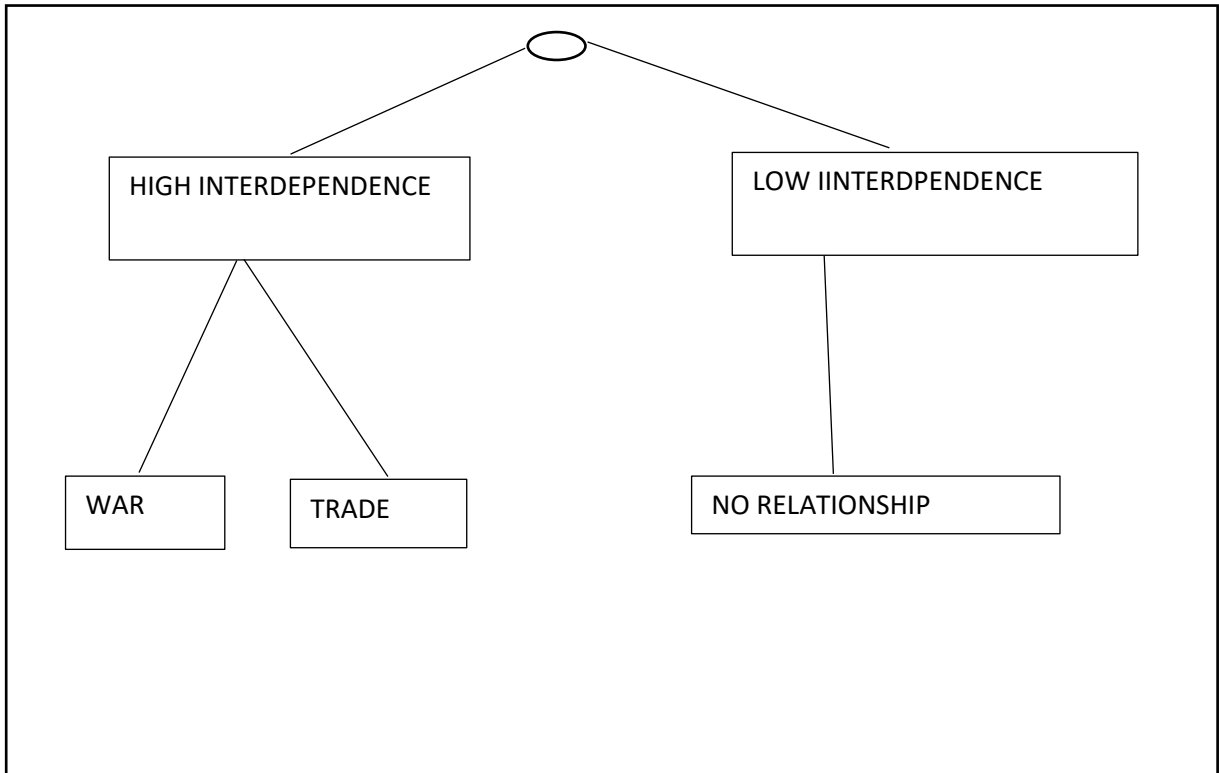 HIGH INTERDEPENDENCE
LOW IINTERDPENDENCE
WAR
TRADE
NO RELATIONSHIP